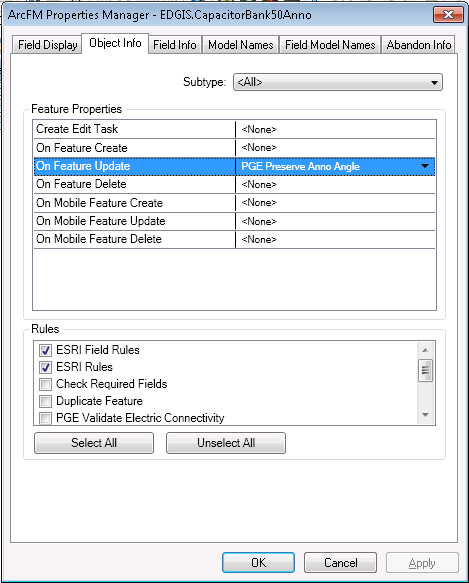 ArcFM Properties Manager - EDGIS.CapacitorBank50Anno
Field Display Object Info Field Info Model Names Field Model Names Abandon Info
Subtype: <All>
Feature Properties
Create Edit Task <None>
On Feature Create <None>
On Feature Update PGE Preserve Anno Angle
On Feature Delete <None>
On Mobile Feature Create <None>
On Mobile Feature Update <None>
On Mobile Feature Delete <None>
Rules
ESRI Field Rules
ESRI Rules
Check Required Fields
Duplicate Feature
PGE Validate Electric Connectivity
Select All Unselect All
OK Cancel Apply